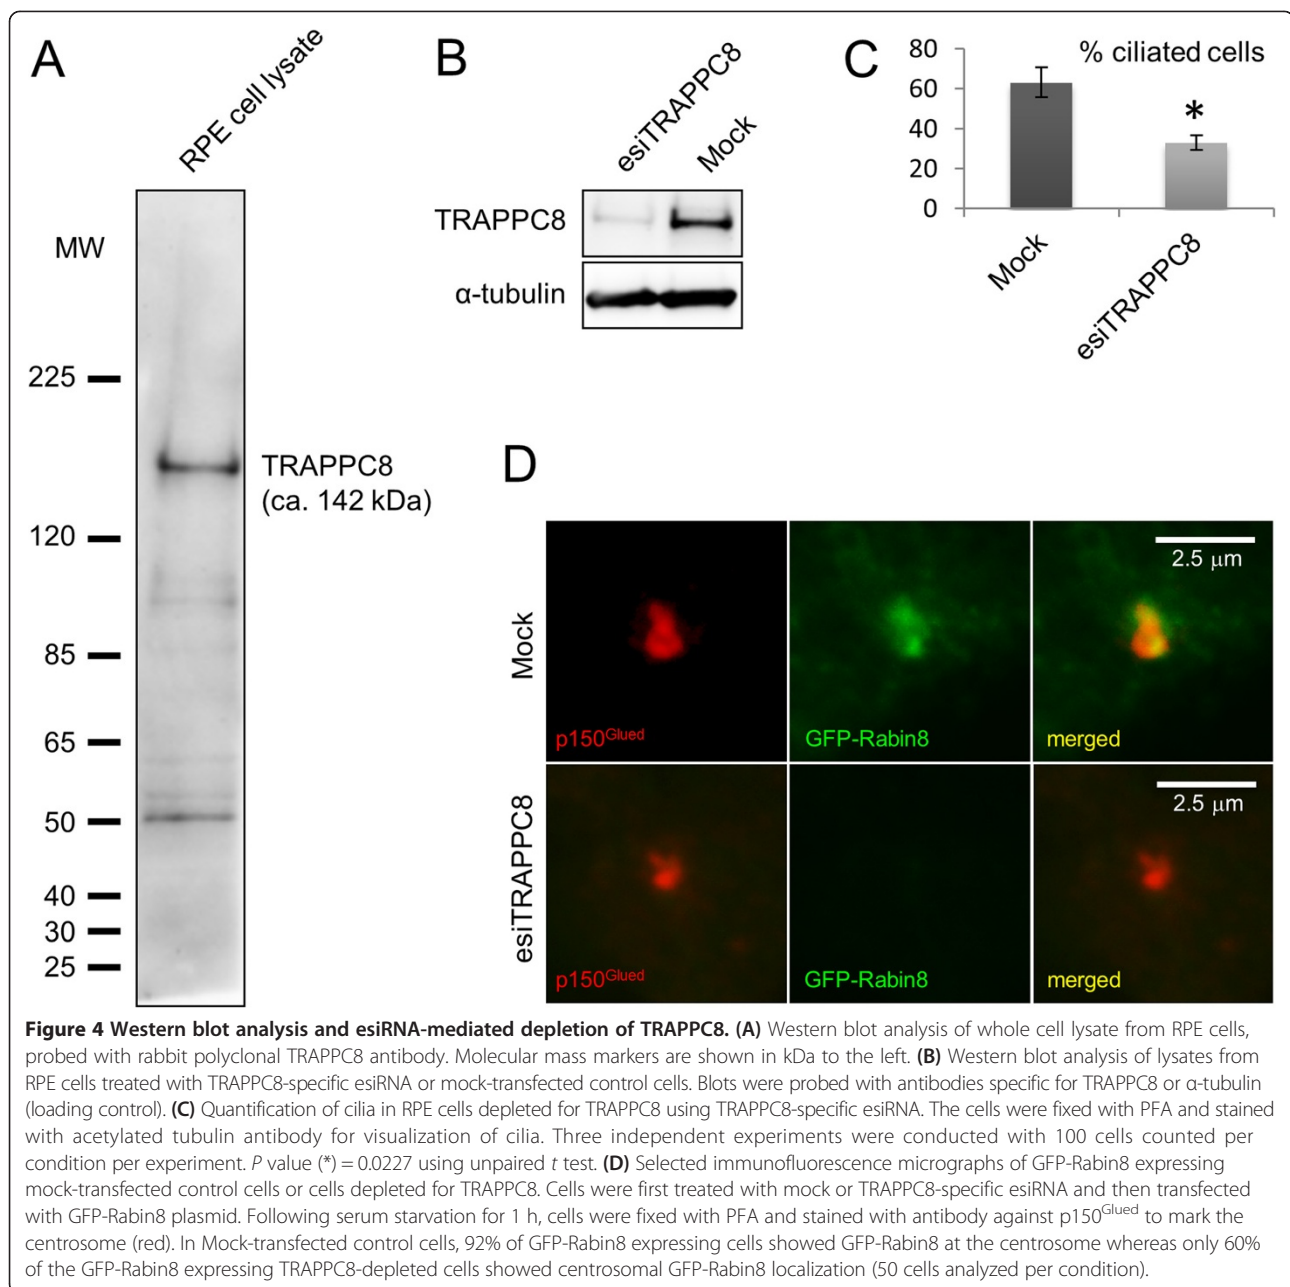 A
RPE cell lysate
MW
225
120
85
65
50
40
30
25
TRAPPC8
(ca. 142 kDa)
B
esiTRAPPC8
Mock
TRAPPC8
α-tubulin
C
% ciliated cells
80
60
40
20
0
*
Mock
esiTRAPPC8
D
Mock
p150Glued
GFP-Rabin8
merged
2.5 μm
esiTRAPPC8
p150Glued
GFP-Rabin8
merged
2.5 μm
Figure 4 Western blot analysis and esiRNA-mediated depletion of TRAPPC8. (A) Western blot analysis of whole cell lysate from RPE cells,
probed with rabbit polyclonal TRAPPC8 antibody. Molecular mass markers are shown in kDa to the left. (B) Western blot analysis of lysates from
RPE cells treated with TRAPPC8-specific esiRNA or mock-transfected control cells. Blots were probed with antibodies specific for TRAPPC8 or α-tubulin
(loading control). (C) Quantification of cilia in RPE cells depleted for TRAPPC8 using TRAPPC8-specific esiRNA. The cells were fixed with PFA and stained
with acetylated tubulin antibody for visualization of cilia. Three independent experiments were conducted with 100 cells counted per
condition per experiment. P value (*) = 0.0227 using unpaired t test. (D) Selected immunofluorescence micrographs of GFP-Rabin8 expressing
mock-transfected control cells or cells depleted for TRAPPC8. Cells were first treated with mock or TRAPPC8-specific esiRNA and then transfected
with GFP-Rabin8 plasmid. Following serum starvation for 1 h, cells were fixed with PFA and stained with antibody against p150Glued to mark the
centrosome (red). In Mock-transfected control cells, 92% of GFP-Rabin8 expressing cells showed GFP-Rabin8 at the centrosome whereas only 60%
of the GFP-Rabin8 expressing TRAPPC8-depleted cells showed centrosomal GFP-Rabin8 localization (50 cells analyzed per condition).